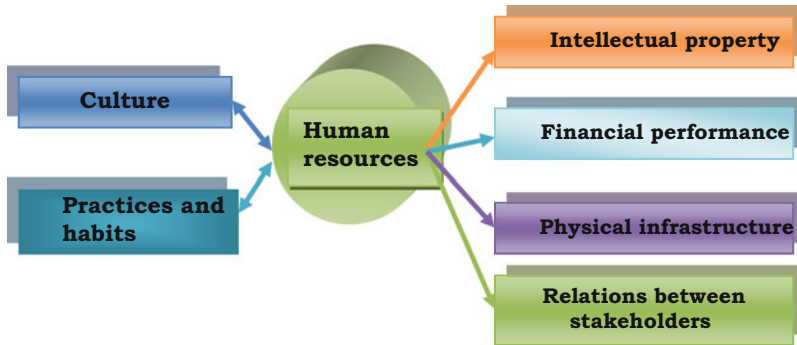 Culture
Practices and
habits
Human
resources
Intellectual property
Financial performance
Physical infrastructure
Relations between
stakeholders